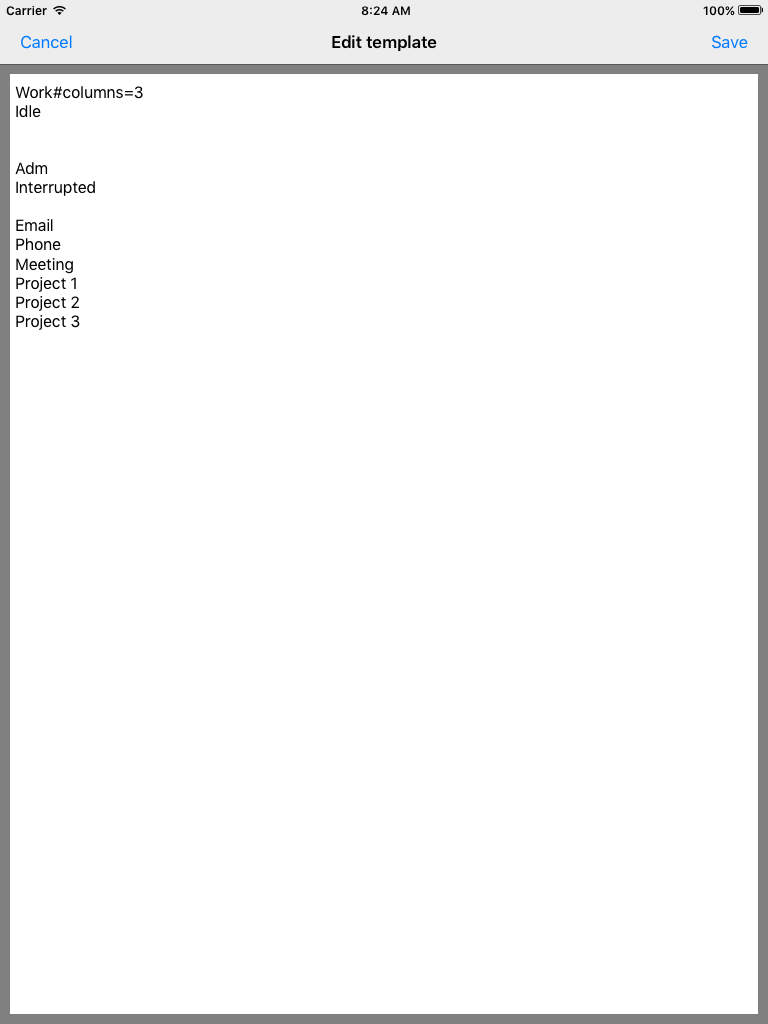 Carrier 8:24 AM 100%
Cancel Edit template Save
Work#columns=3
Idle
Adm
Interrupted
Email
Phone
Meeting
Project 1
Project 2
Project 3